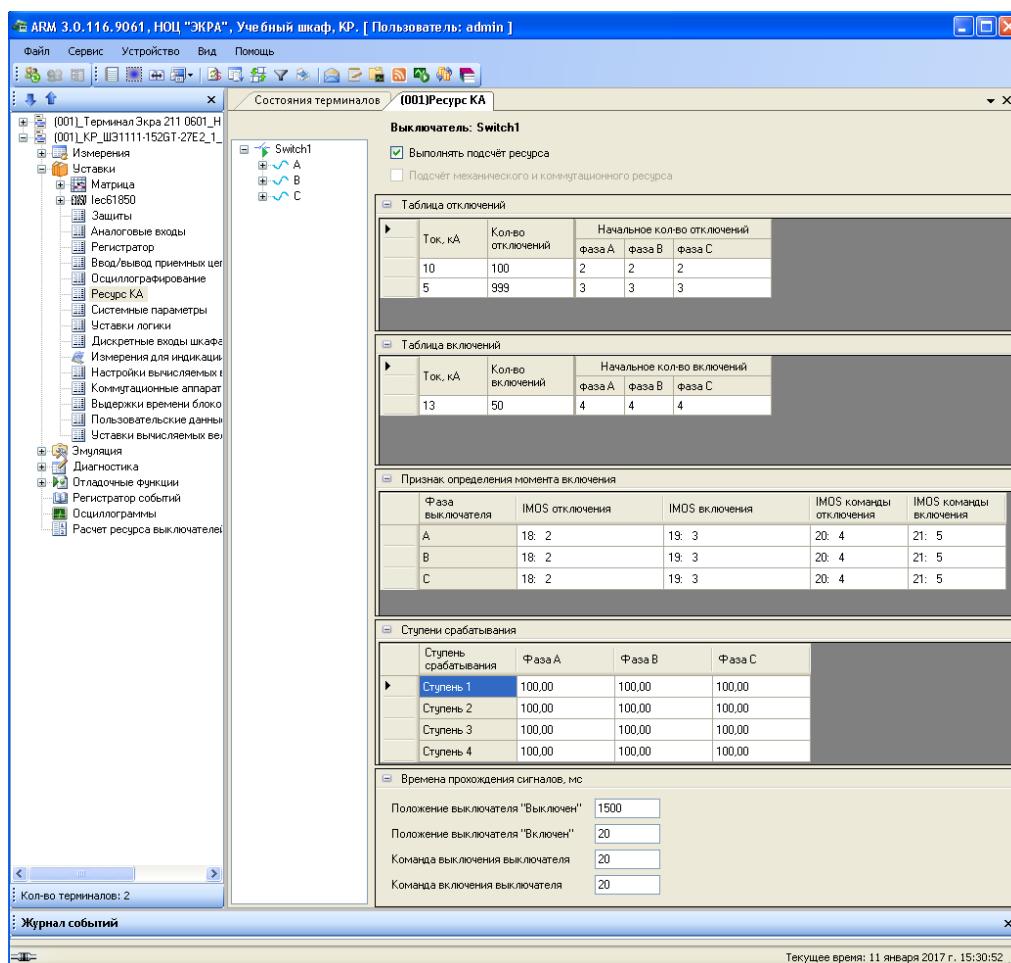 ARM 3.0.116.9061, НОЦ "ЭКРА", Учебный шкаф, КР. [ Пользователь: admin ]
Файл Сервис Устройство Вид Помощь
Состояния терминалов (001)Ресурс КА
(001)_Терминал Экра 211 0601_Н
(001)_КР_ШЭ1111-152GT-27E2_1_
Измерения
Уставки
Матрица
Iec61850
Защиты
Аналоговые входы
Регистратор
Ввод/вывод приемных цеп
Осциллографирование
Ресурс КА
Системные параметры
Уставки логики
Дискретные входы шкафа
Измерения для индикации
Настройки вычисляемых в
Коммутационные аппарат
Выдержки времени блоко
Пользовательские данные
Уставки вычисляемых вел
Эмуляция
Диагностика
Отладочные функции
Регистратор событий
Осциллограммы
Расчет ресурса выключателей
Кол-во терминалов: 2
Switch1
A
B
C
Выключатель: Switch1
Выполнять подсчёт ресурса
Подсчёт механического и коммутационного ресурса
Таблица отключений
Ток, кА Кол-во отключений Начальное кол-во отключений
фаза A фаза B фаза C
10 100 2 2 2
5 999 3 3 3
Таблица включений
Ток, кА Кол-во включений Начальное кол-во включений
фаза A фаза B фаза C
13 50 4 4 4
Признак определения момента включения
Фаза выключателя IMOS отключения IMOS включения IMOS команды отключения IMOS команды включения
A 18: 2 19: 3 20: 4 21: 5
B 18: 2 19: 3 20: 4 21: 5
C 18: 2 19: 3 20: 4 21: 5
Ступени срабатывания
Ступень срабатывания Фаза A Фаза B Фаза C
Ступень 1 100,00 100,00 100,00
Ступень 2 100,00 100,00 100,00
Ступень 3 100,00 100,00 100,00
Ступень 4 100,00 100,00 100,00
Времена прохождения сигналов, мс
Положение выключателя "Выключен" 1500
Положение выключателя "Включен" 20
Команда выключения выключателя 20
Команда включения выключателя 20
Журнал событий
Текущее время: 11 января 2017 г. 15:30:52